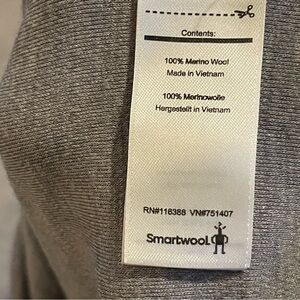 Contents:
100% Merino Wool
Made in Vietnam
100% Merinowolle
Hergestellt in Vietnam
RN#116388 VN#751407
Smartwool